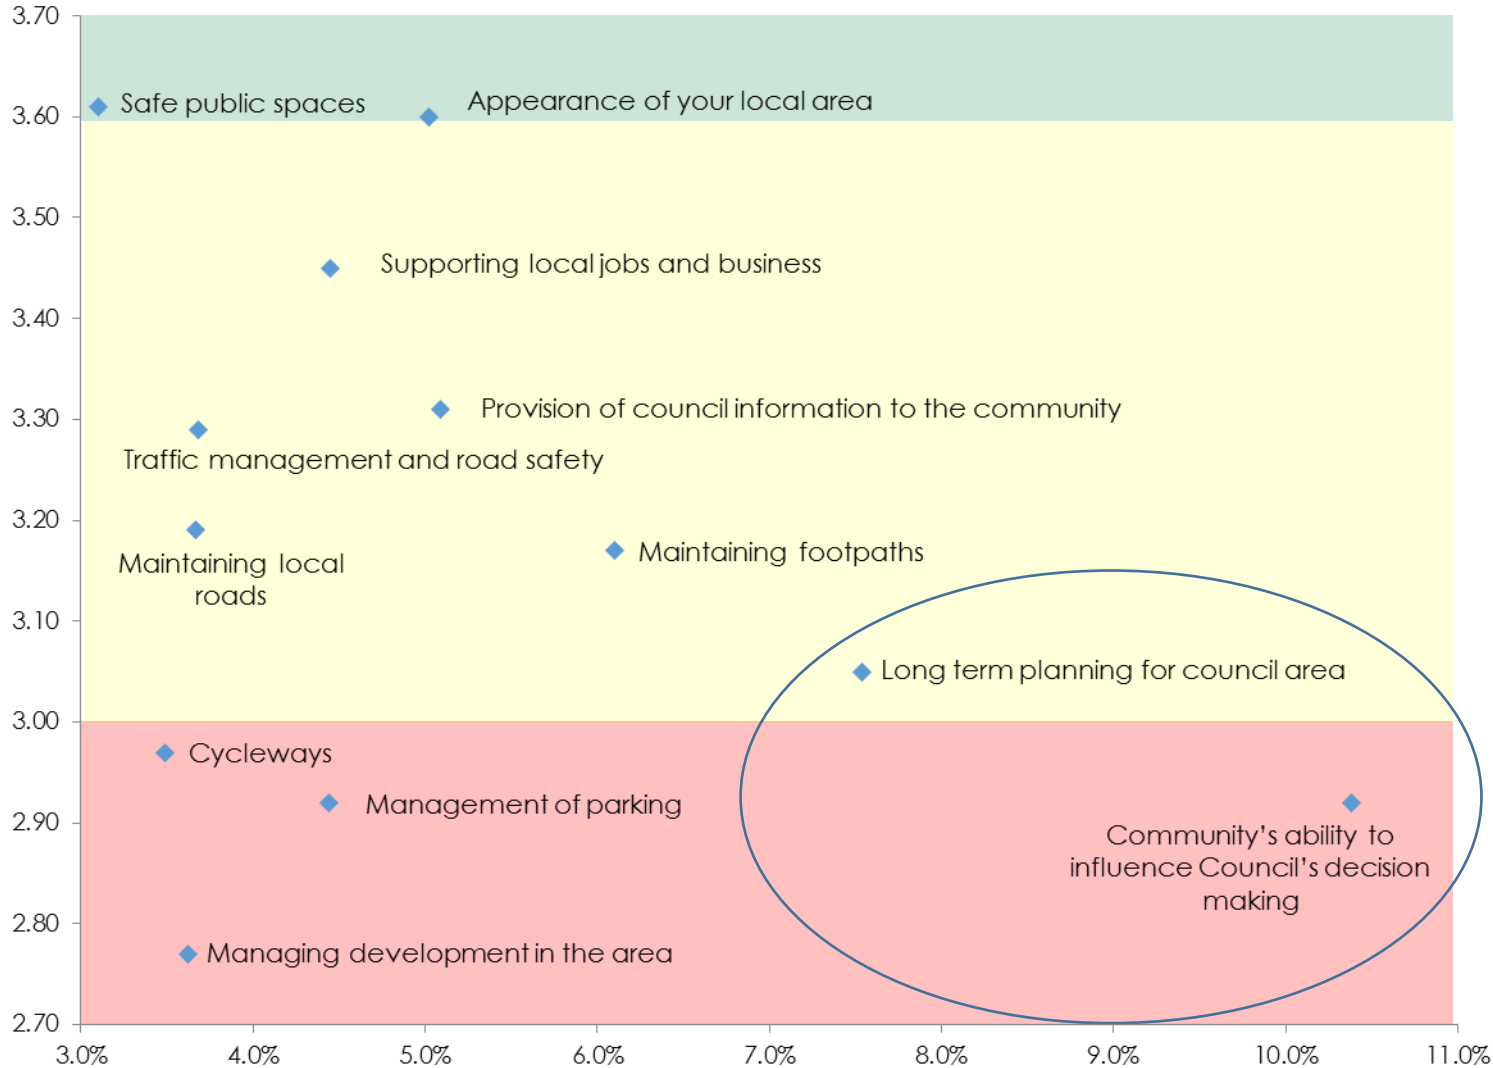 3.70
Safe public spaces
Appearance of your local area
3.60
3.50
Supporting local jobs and business
3.40
Provision of council information to the community
3.30
Traffic management and road safety
3.20
Maintaining local
roads
Maintaining footpaths
3.10
Long term planning for council area
3.00
Cycleways
Management of parking
2.90
Community's ability to
influence Council's decision
making
2.80
Managing development in the area
2.70
3.0% 4.0% 5.0% 6.0% 7.0% 8.0% 9.0% 10.0% 11.0%